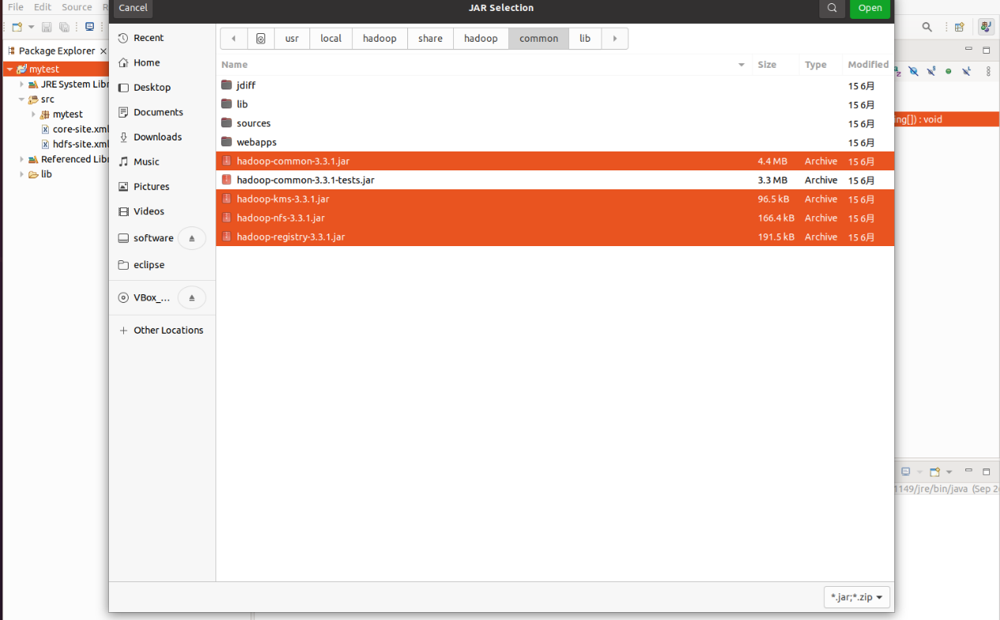 File Edit Source R
Cancel JAR Selection Open
Package Explorer
mytest
JRE System Libr
src
mytest
core-site.xml
hdfs-site.xml
Referenced Libr
lib
Recent
Home
Desktop
Documents
Downloads
Music
Pictures
Videos
software
eclipse
VBox_...
Other Locations
usr local hadoop share hadoop common lib
Name Size Type Modified
jdiff 15 6月
lib 15 6月
sources 15 6月
webapps 15 6月
hadoop-common-3.3.1.jar 4.4 MB Archive 15 6月
hadoop-common-3.3.1-tests.jar 3.3 MB Archive 15 6月
hadoop-kms-3.3.1.jar 96.5 kB Archive 15 6月
hadoop-nfs-3.3.1.jar 166.4 kB Archive 15 6月
hadoop-registry-3.3.1.jar 191.5 kB Archive 15 6月
*.jar;*.zip
ing[]) : void
1149/jre/bin/java (Sep 2